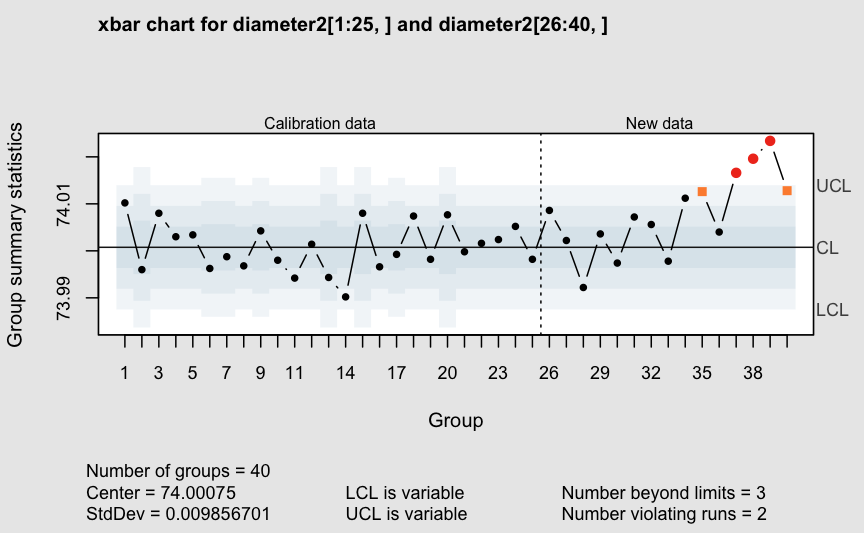 xbar chart for diameter2[1:25, ] and diameter2[26:40, ]
Calibration data New data
Group summary statistics
74.01
73.99
UCL
CL
LCL
1 3 5 7 9 11 14 17 20 23 26 29 32 35 38
Group
Number of groups = 40
Center = 74.00075 LCL is variable Number beyond limits = 3
StdDev = 0.009856701 UCL is variable Number violating runs = 2